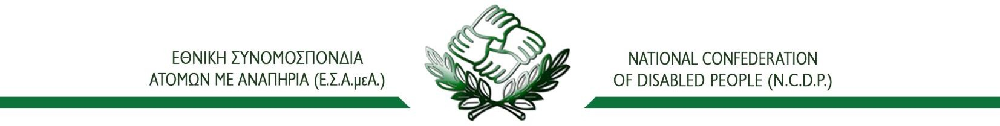 ΕΘΝΙΚΗ ΣΥΝΟΜΟΣΠΟΝΔΙΑ
ΑΤΟΜΩΝ ΜΕ ΑΝΑΠΗΡΙΑ (Ε.Σ.Α.μεΑ.)
NATIONAL CONFEDERATION
OF DISABLED PEOPLE (N.C.D.P.)